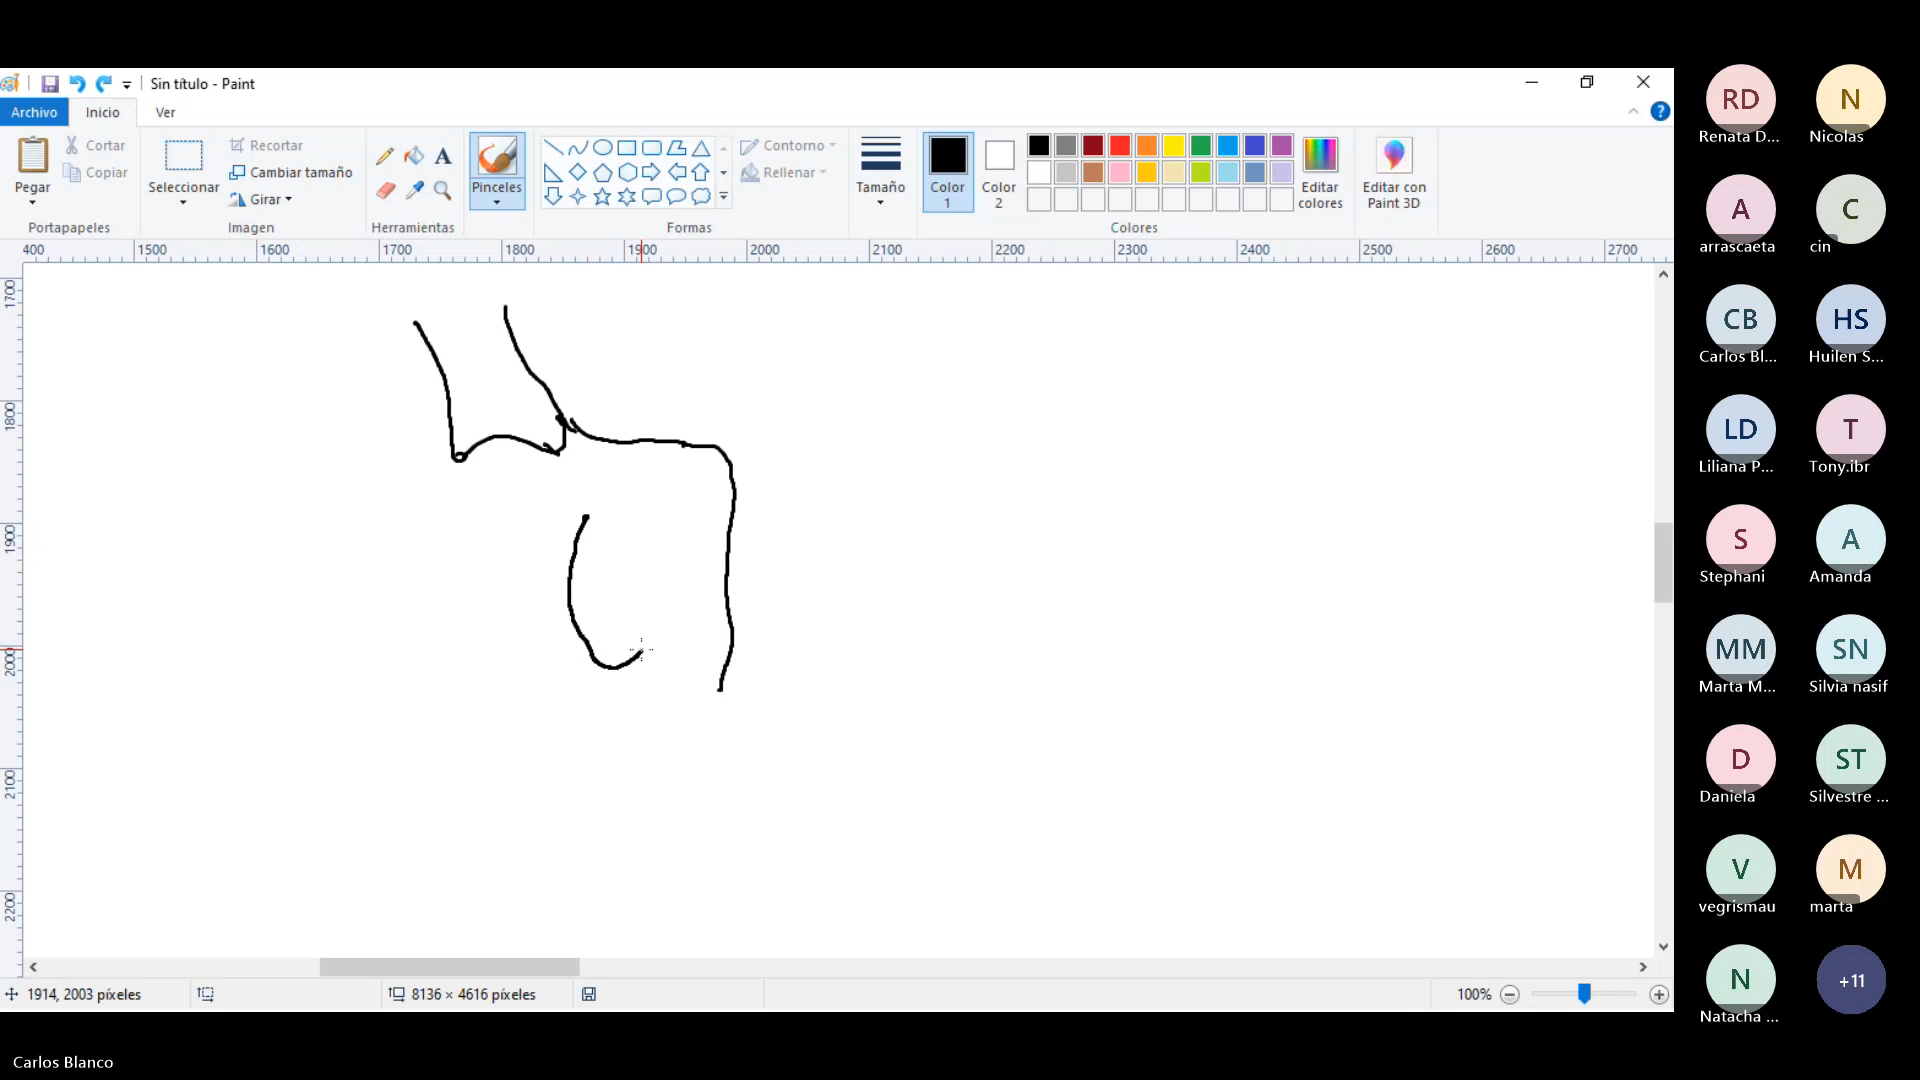 Sin título - Paint
Archivo
Inicio
Ver
Pegar
Cortar
Copiar
Portapapeles
Seleccionar
Recortar
Cambiar tamaño
Girar
Imagen
A
Herramientas
Pinceles
Contorno
Rellenar
Formas
Tamaño
Color
1
Color
2
Editar
colores
Colores
Editar con
Paint 3D
400 1500 1600 1700 1800 1900 2000 2100 2200 2300 2400 2500 2600 2700
1700
1800
1900
2000
2100
2200
1914, 2003 píxeles
8136 × 4616 píxeles
100%
RD
Renata D...
N
Nicolas
A
arrascaeta
C
cin
CB
Carlos Bl...
HS
Huilen S...
LD
Liliana P...
T
Tony.ibr
S
Stephani
A
Amanda
MM
Marta M...
SN
Silvia nasif
D
Daniela
ST
Silvestre ...
V
vegrismau
M
marta
N
Natacha ...
+11
Carlos Blanco